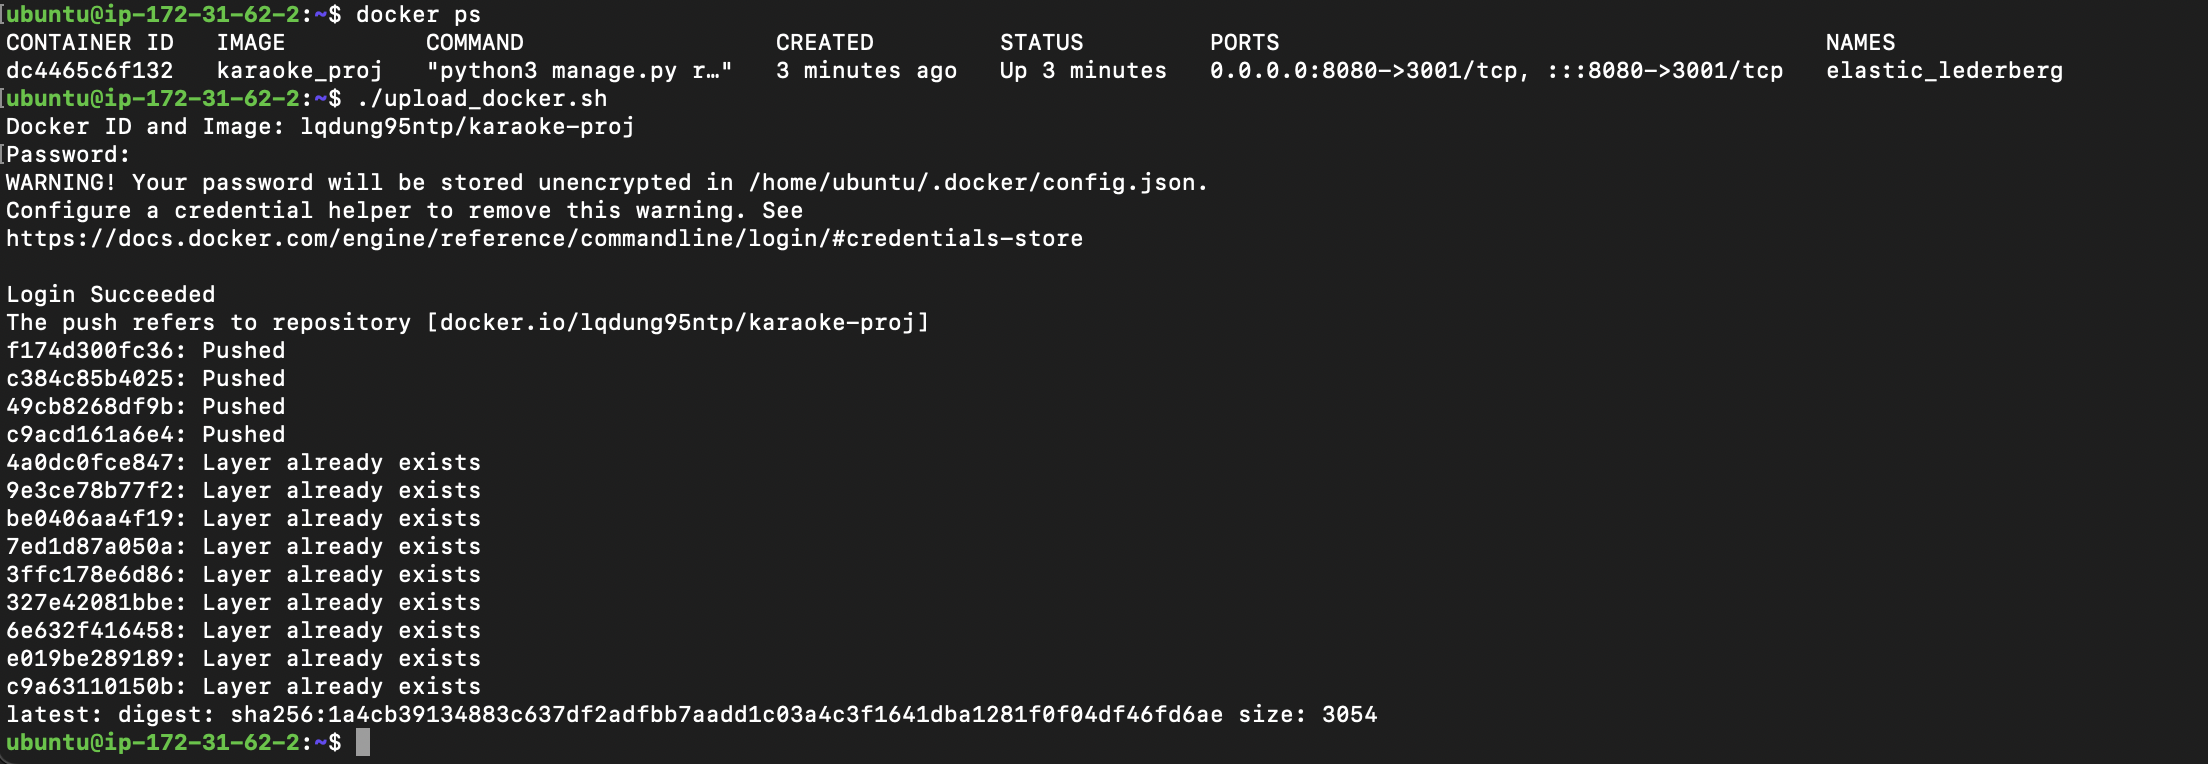 [ubuntu@ip-172-31-62-2:~$ docker ps
CONTAINER ID   IMAGE          COMMAND                  CREATED         STATUS         PORTS                                       NAMES
dc4465c6f132   karaoke_proj   "python3 manage.py r…"   3 minutes ago   Up 3 minutes   0.0.0.0:8080->3001/tcp, :::8080->3001/tcp   elastic_lederberg
[ubuntu@ip-172-31-62-2:~$ ./upload_docker.sh
Docker ID and Image: lqdung95ntp/karaoke-proj
[Password:
WARNING! Your password will be stored unencrypted in /home/ubuntu/.docker/config.json.
Configure a credential helper to remove this warning. See
https://docs.docker.com/engine/reference/commandline/login/#credentials-store

Login Succeeded
The push refers to repository [docker.io/lqdung95ntp/karaoke-proj]
f174d300fc36: Pushed
c384c85b4025: Pushed
49cb8268df9b: Pushed
c9acd161a6e4: Pushed
4a0dc0fce847: Layer already exists
9e3ce78b77f2: Layer already exists
be0406aa4f19: Layer already exists
7ed1d87a050a: Layer already exists
3ffc178e6d86: Layer already exists
327e42081bbe: Layer already exists
6e632f416458: Layer already exists
e019be289189: Layer already exists
c9a63110150b: Layer already exists
latest: digest: sha256:1a4cb39134883c637df2adfbb7aadd1c03a4c3f1641dba1281f0f04df46fd6ae size: 3054
ubuntu@ip-172-31-62-2:~$